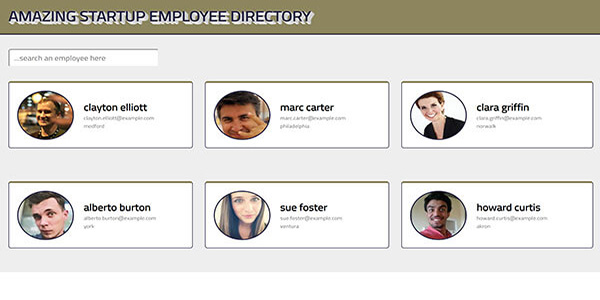 AMAZING STARTUP EMPLOYEE DIRECTORY
...search an employee here
clayton elliott
clayton.elliott@example.com
medford
marc carter
marc.carter@example.com
philadelphia
clara griffin
clara.griffin@example.com
norwalk
alberto burton
alberto.burton@example.com
york
sue foster
sue.foster@example.com
ventura
howard curtis
howard.curtis@example.com
akron